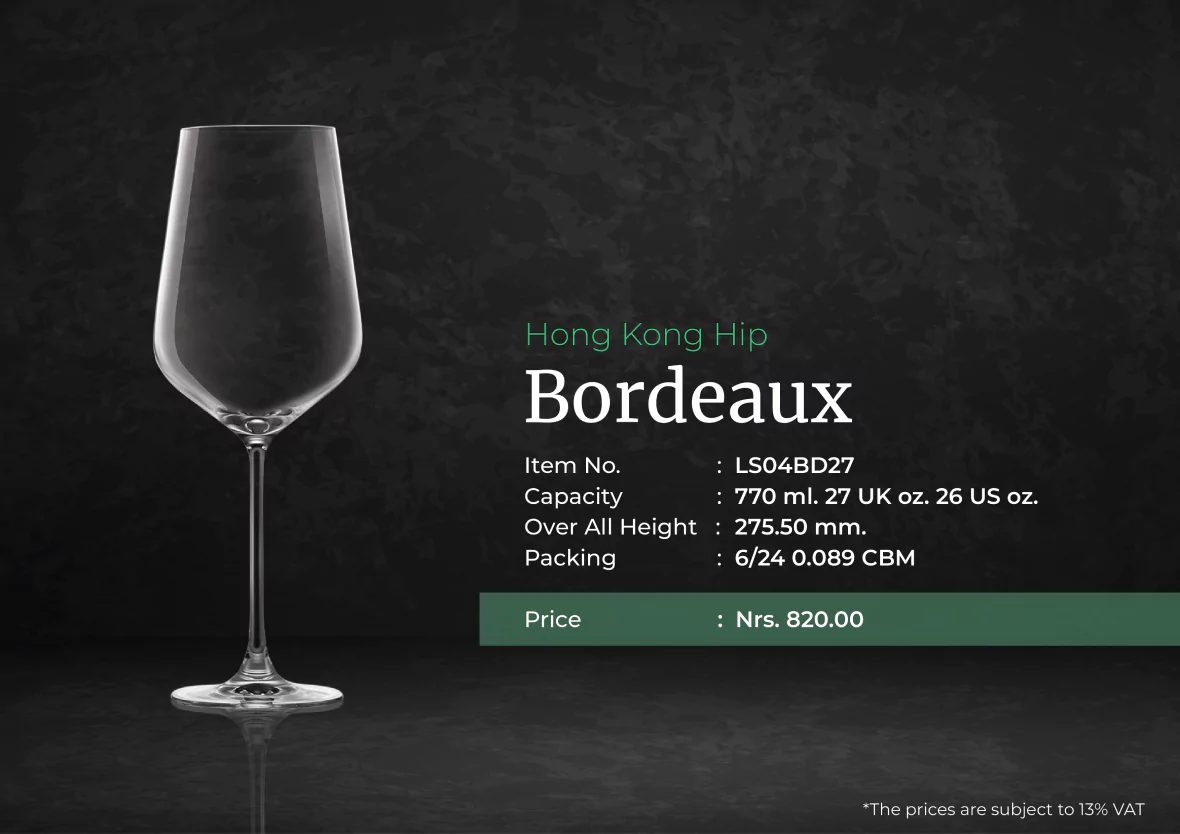 Hong Kong Hip
Bordeaux
Item No. : LS04BD27
Capacity : 770 ml. 27 UK oz. 26 US oz.
Over All Height : 275.50 mm.
Packing : 6/24 0.089 CBM
Price : Nrs. 820.00
*The prices are subject to 13% VAT